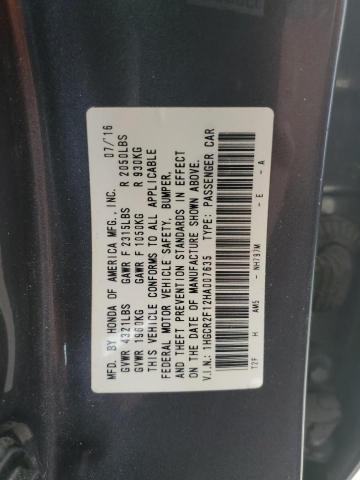 MFD. BY HONDA OF AMERICA MFG., INC. 07/16
GVWR 4321LBS GAWR F 2315LBS R 2050LBS
GVWR 1960KG GAWR F 1050KG R 930KG
THIS VEHICLE CONFORMS TO ALL APPLICABLE
FEDERAL MOTOR VEHICLE SAFETY, BUMPER,
AND THEFT PREVENTION STANDARDS IN EFFECT
ON THE DATE OF MANUFACTURE SHOWN ABOVE.
V.I.N.: 1HGCR2F12HA007635 TYPE: PASSENGER CAR
T2F H AM5 NH797M - E - A